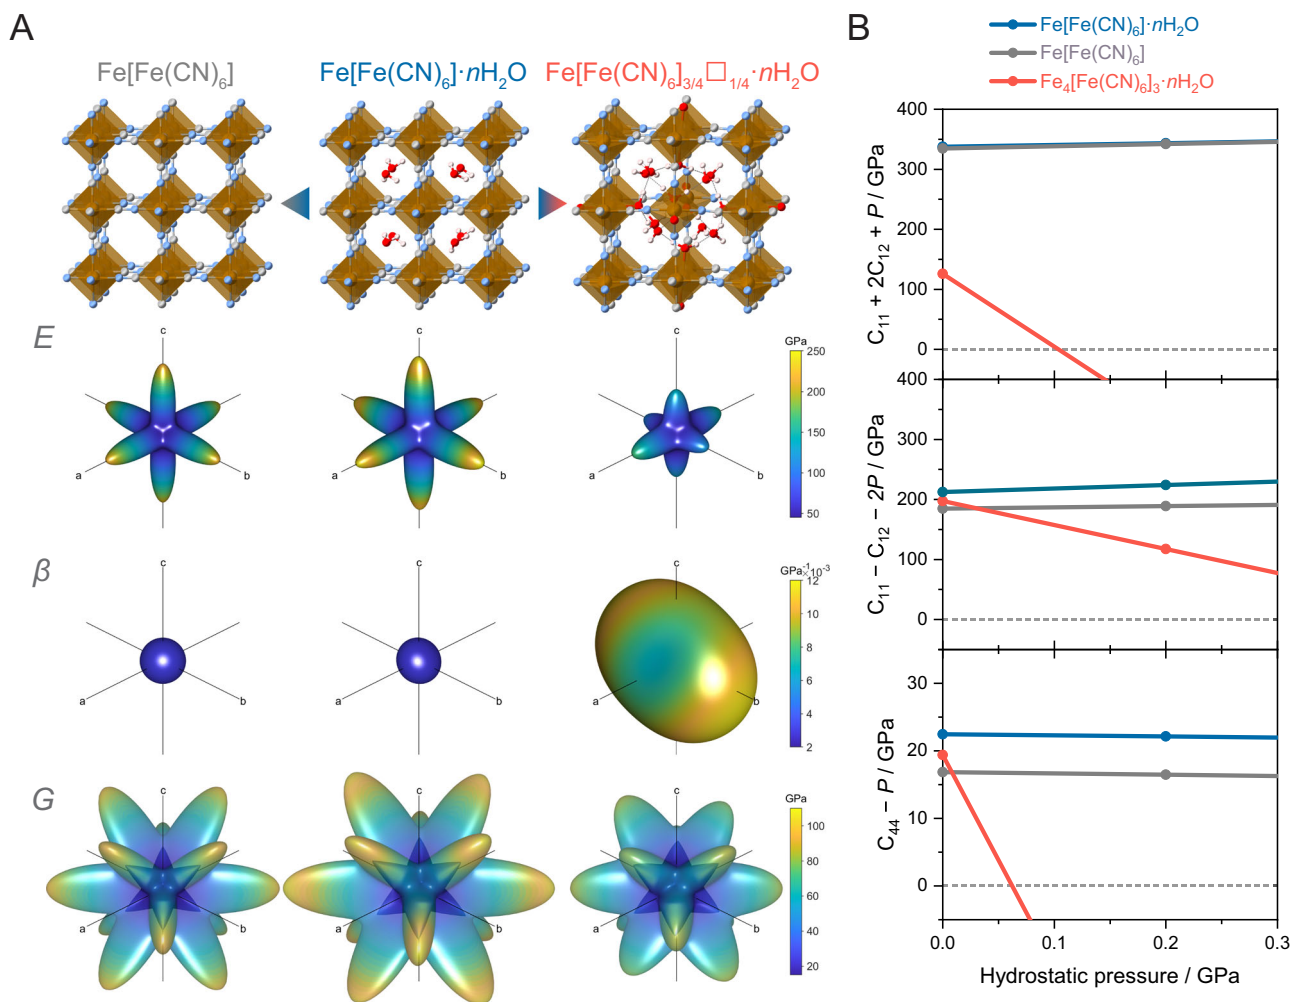 A
Fe[Fe(CN)₆]
Fe[Fe(CN)₆]·nH₂O
Fe[Fe(CN)₆]₃/₄□₁/₄·nH₂O
E
c
a
b
c
a
b
c
a
b
GPa
250
200
150
100
50
β
c
a
b
c
a
b
c
a
b
GPa⁻¹×10⁻³
12
10
8
6
4
2
G
c
a
b
c
a
b
c
a
b
GPa
100
80
60
40
20
B
Fe[Fe(CN)₆]·nH₂O
Fe[Fe(CN)₆]
Fe₄[Fe(CN)₆]₃·nH₂O
C₁₁ + 2C₁₂ + P / GPa
400
300
200
100
0
C₁₁ − C₁₂ − 2P / GPa
400
300
200
100
0
C₄₄ − P / GPa
30
20
10
0
0.0
0.1
0.2
0.3
Hydrostatic pressure / GPa